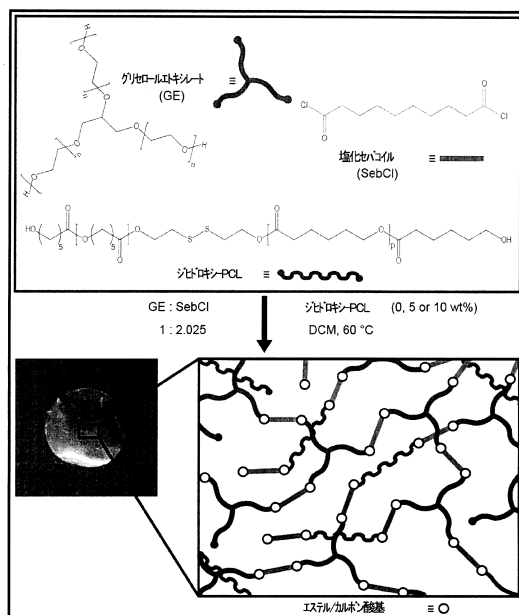 グリセロールエトキシレート
(GE)
≡
塩化セバコイル
(SebCl)
≡
ジヒドロキシ-PCL ≡
GE : SebCl
1 : 2.025
ジヒドロキシ-PCL (0, 5 or 10 wt%)
DCM, 60 °C
エステル/カルボン酸基 ≡